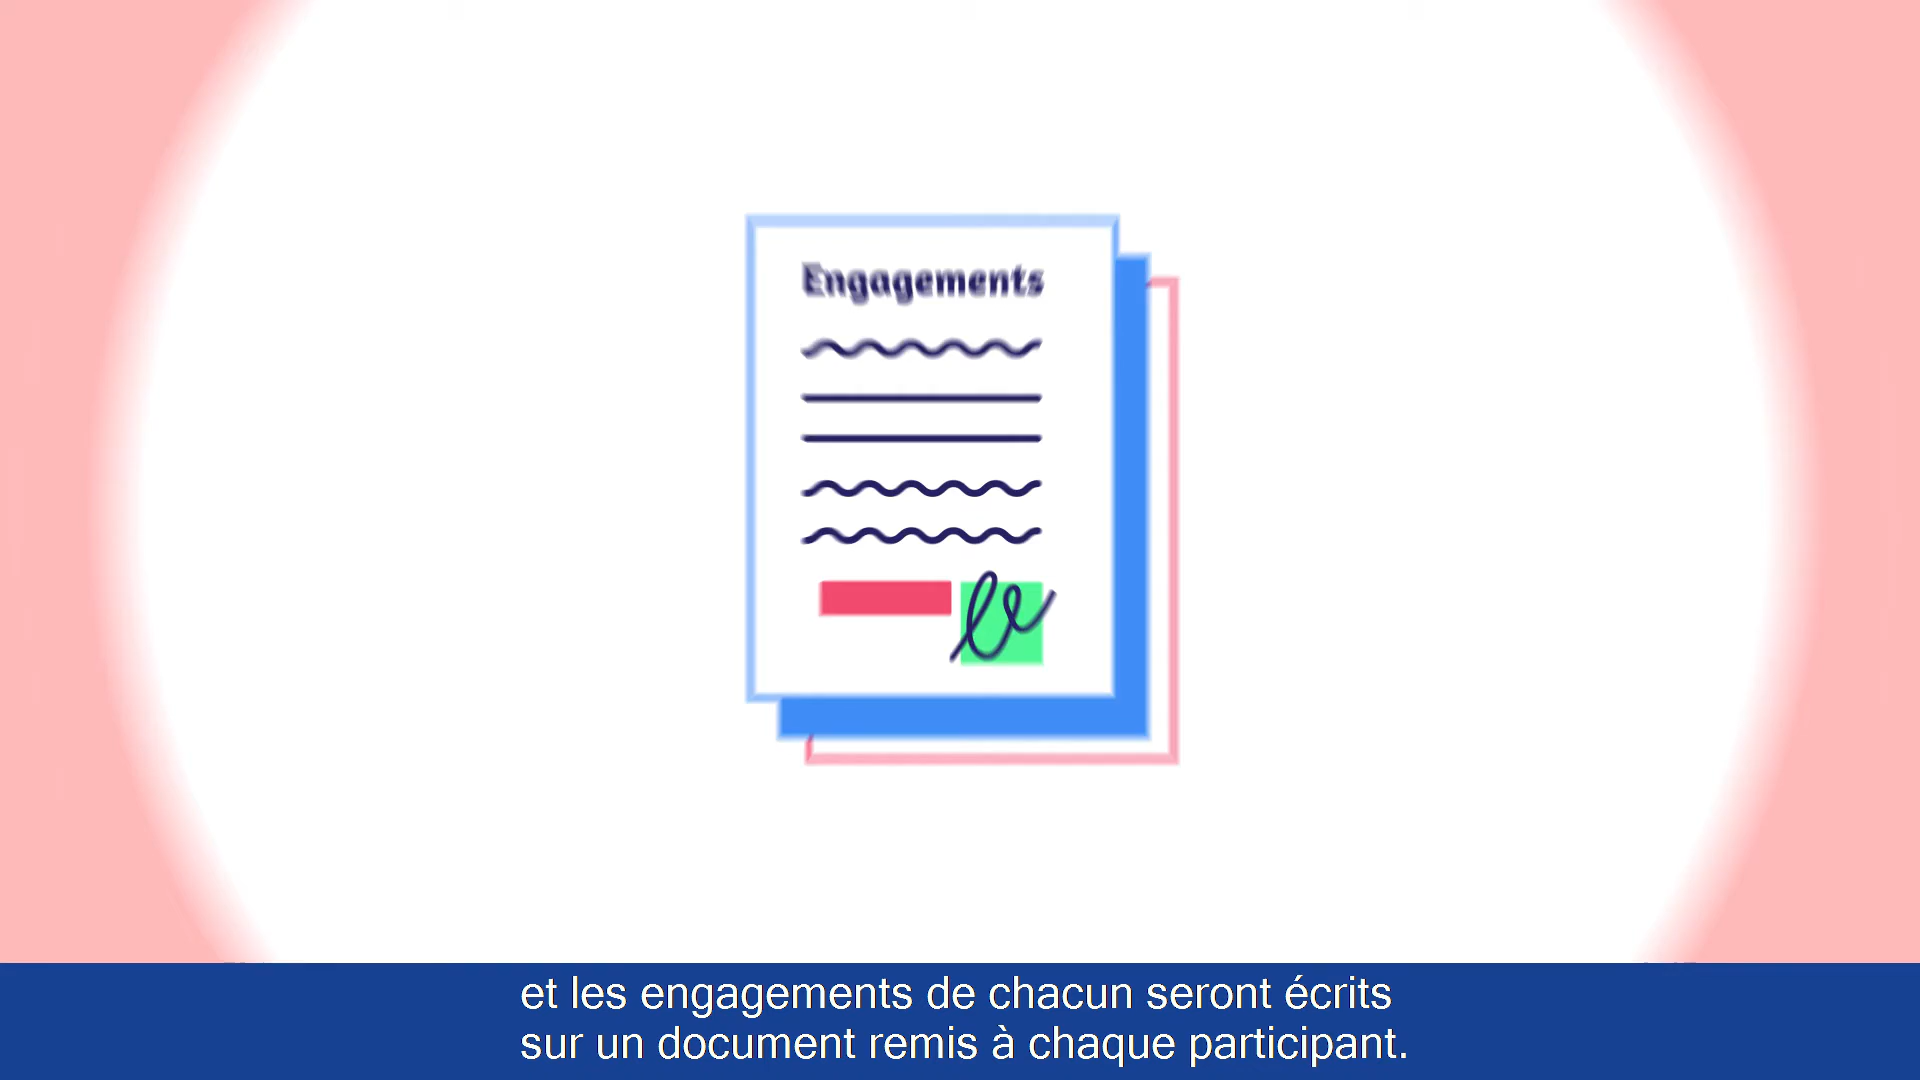 Engagements
et les engagements de chacun seront écrits
sur un document remis à chaque participant.